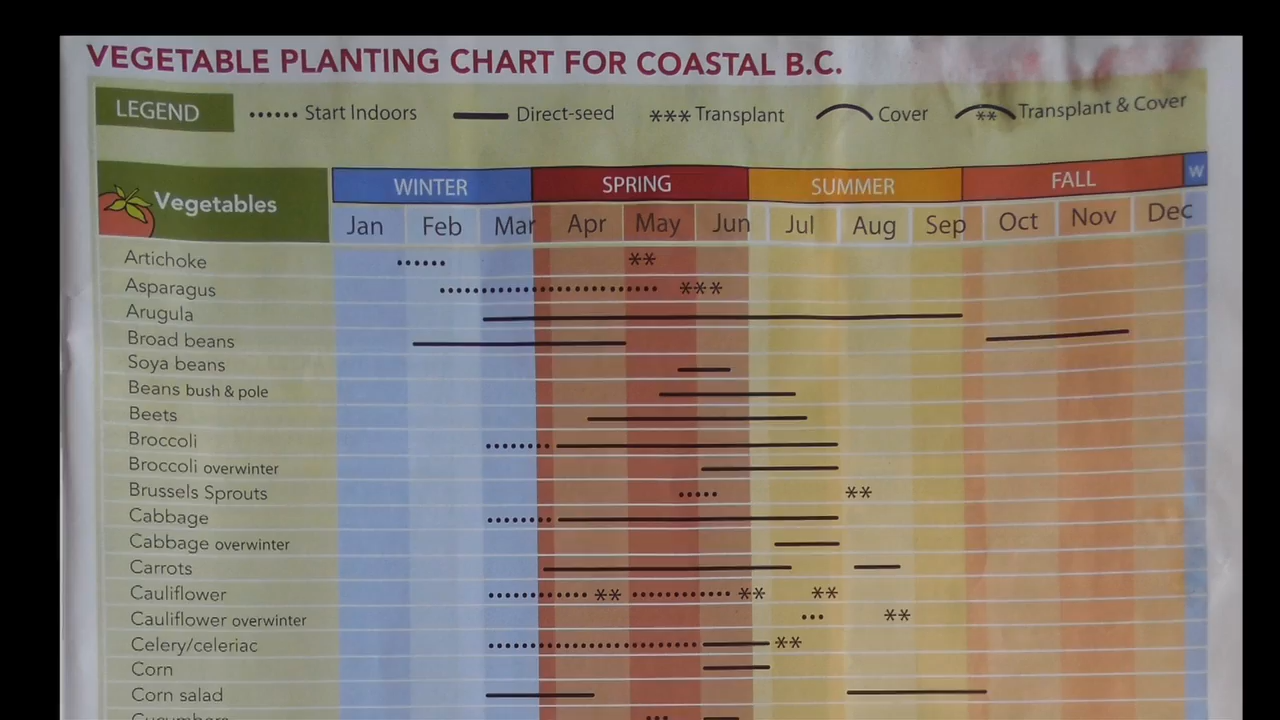 VEGETABLE PLANTING CHART FOR COASTAL B.C.
LEGEND ...... Start Indoors Direct-seed *** Transplant Cover ** Transplant & Cover
Vegetables WINTER SPRING SUMMER FALL W
Jan Feb Mar Apr May Jun Jul Aug Sep Oct Nov Dec
Artichoke **
Asparagus ***
Arugula
Broad beans
Soya beans
Beans bush & pole
Beets
Broccoli
Broccoli overwinter
Brussels Sprouts **
Cabbage
Cabbage overwinter
Carrots
Cauliflower ** ** **
Cauliflower overwinter **
Celery/celeriac **
Corn
Corn salad
Cucumbers